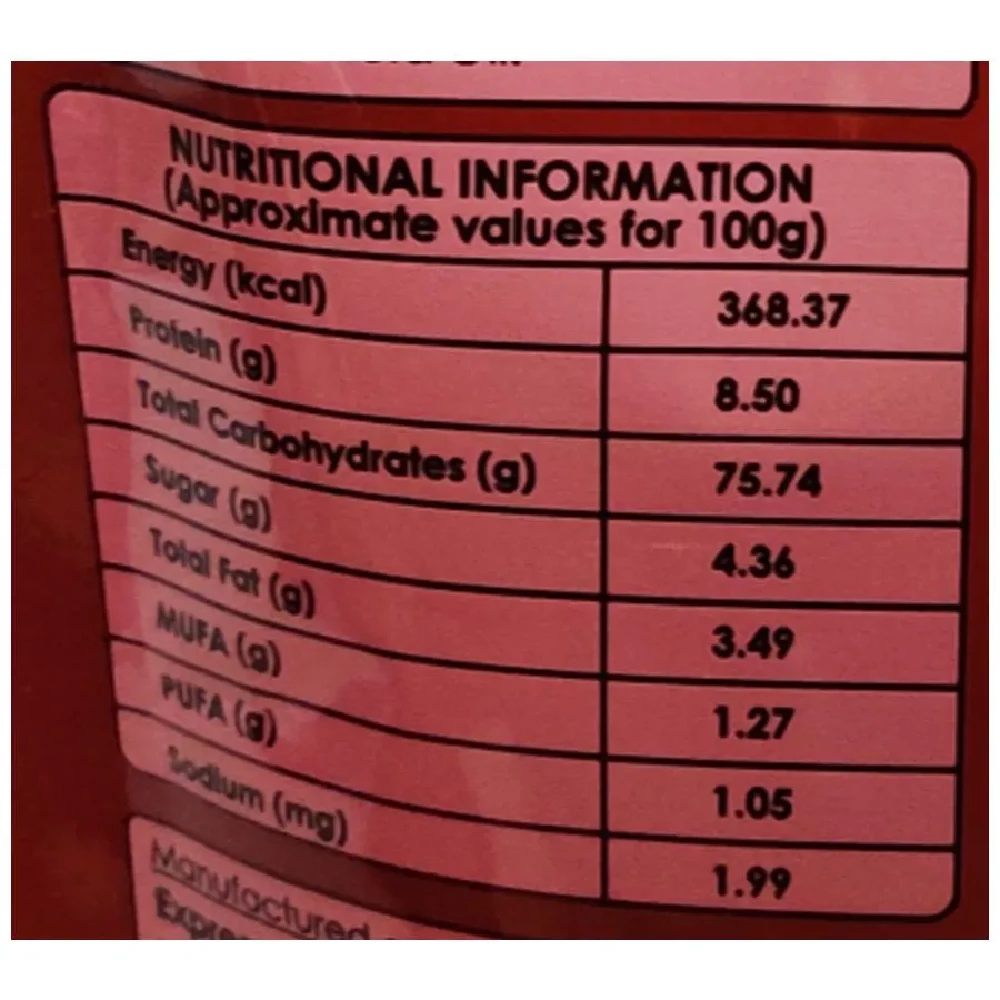 NUTRITIONAL INFORMATION
(Approximate values for 100g)
Energy (kcal) 368.37
Protein (g) 8.50
Total Carbohydrates (g) 75.74
Sugar (g) 4.36
Total Fat (g) 3.49
MUFA (g) 1.27
PUFA (g) 1.05
Sodium (mg) 1.99
Manufactured